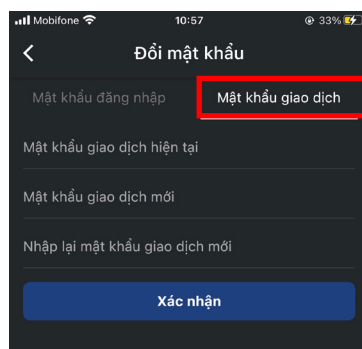 Mobifone 10:57 33%
Đổi mật khẩu
Mật khẩu đăng nhập Mật khẩu giao dịch
Mật khẩu giao dịch hiện tại
Mật khẩu giao dịch mới
Nhập lại mật khẩu giao dịch mới
Xác nhận